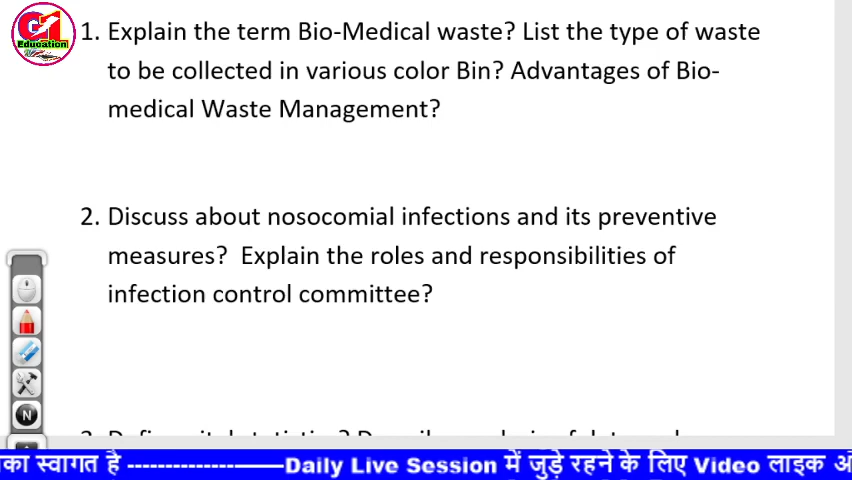 Education
1. Explain the term Bio-Medical waste? List the type of waste
to be collected in various color Bin? Advantages of Bio-
medical Waste Management?
2. Discuss about nosocomial infections and its preventive
measures? Explain the roles and responsibilities of
infection control committee?
N
स्वागत है ---------------——Daily Live Session में जुड़े रहने के लिए Video लाइक